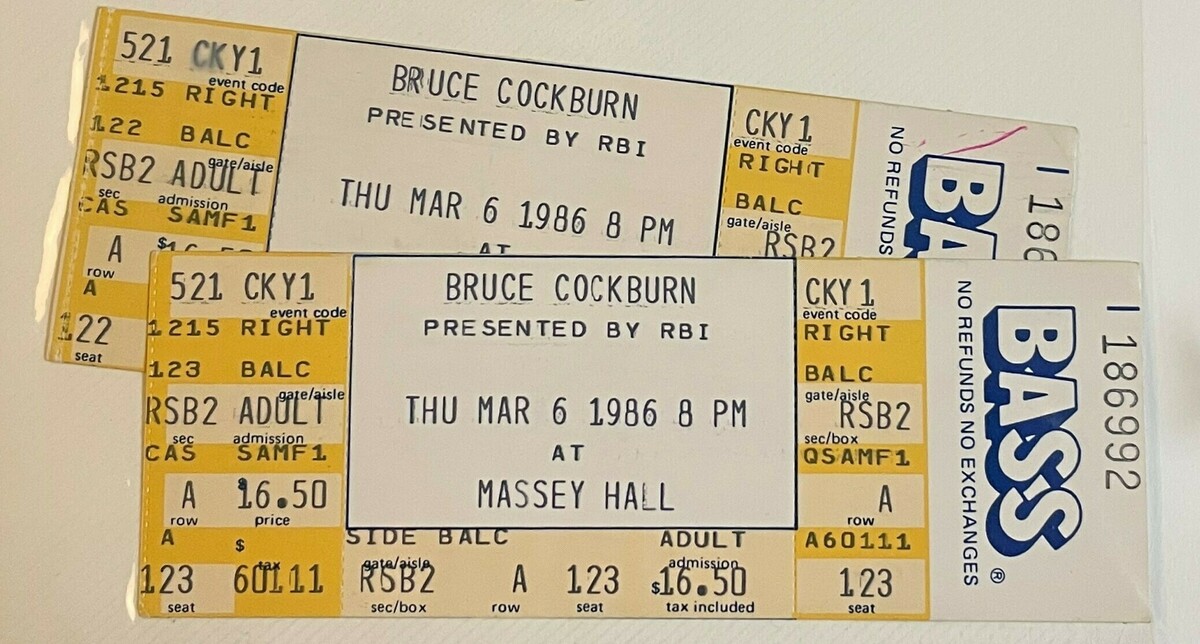 521 CKY1
event code
1215 RIGHT
122 BALC
gate/aisle
RSB2 ADULT
sec admission
CAS SAMF1
A
row
A
122
seat
BRUCE COCKBURN
PRESENTED BY RBI
THU MAR 6 1986 8 PM
AT
CKY1
event code
RIGHT
BALC
gate/aisle
RSB2
NO REFUNDS
BA
186
521 CKY1
event code
1215 RIGHT
123 BALC
gate/aisle
RSB2 ADULT
sec admission
CAS SAMF1
A $16.50
row price
A $
tax
123 60111
seat
BRUCE COCKBURN
PRESENTED BY RBI
THU MAR 6 1986 8 PM
AT
MASSEY HALL
SIDE BALC ADULT
gate/aisle admission
RSB2 A 123 $16.50
sec/box row seat tax included
CKY1
event code
RIGHT
BALC
gate/aisle
RSB2
sec/box
QSAMF1
A
row
A60111
123
seat
NO REFUNDS NO EXCHANGES
BASS®
186992